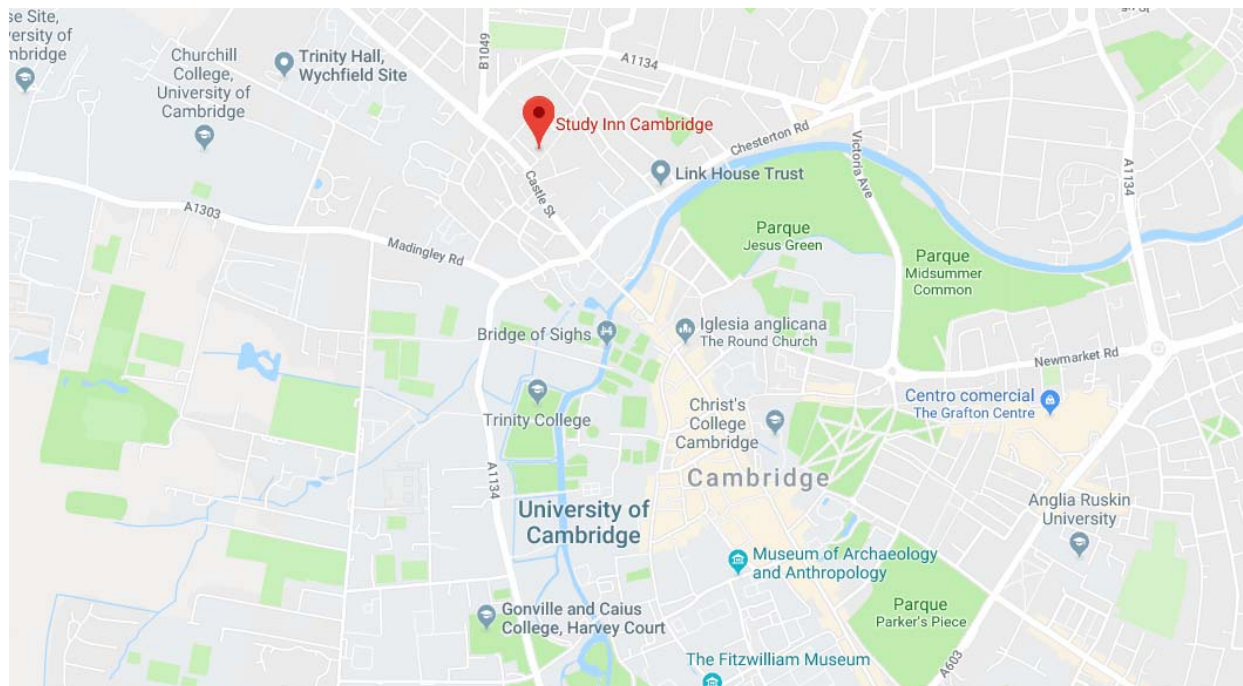 se Site,
versity of
mbridge
Churchill
College,
University of
Cambridge
Trinity Hall,
Wychfield Site
B1049
A1134
Study Inn Cambridge
Chesterton Rd
Victoria Ave
A1134
Link House Trust
Castle St
A1303
Madingley Rd
Parque
Jesus Green
Parque
Midsummer
Common
Bridge of Sighs
Iglesia anglicana
The Round Church
Newmarket Rd
Centro comercial
The Grafton Centre
Trinity College
Christ's
College
Cambridge
Cambridge
A1134
University of
Cambridge
Anglia Ruskin
University
Museum of Archaeology
and Anthropology
Gonville and Caius
College, Harvey Court
Parque
Parker's Piece
The Fitzwilliam Museum
A603